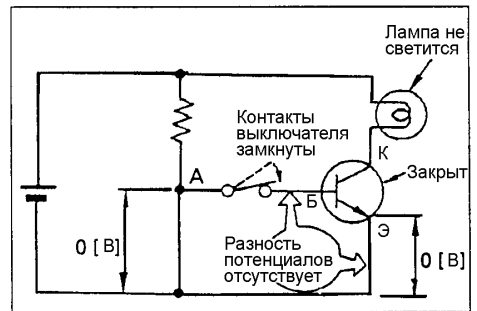 Лампа не
светится
Контакты
выключателя
замкнуты
К
Закрыт
А
Б
Э
0 [ В ]
Разность
потенциалов
отсутствует
0 [ В ]